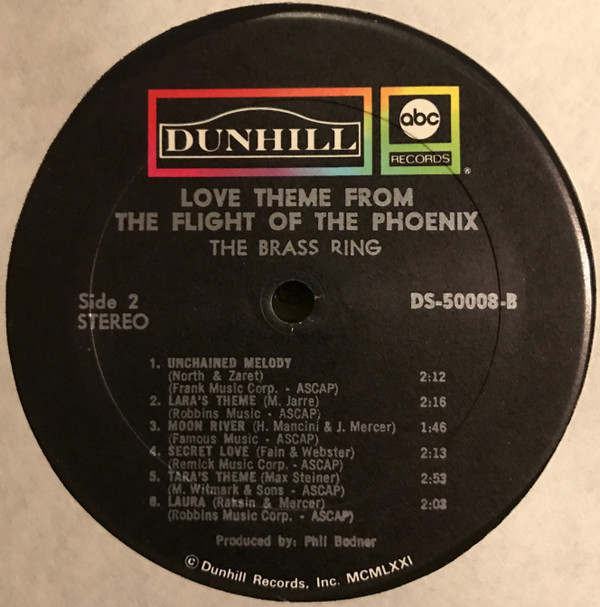 DUNHILL
abc
RECORDS
®
LOVE THEME FROM
THE FLIGHT OF THE PHOENIX
THE BRASS RING
Side 2
STEREO
DS-50008-B
1. UNCHAINED MELODY
(North & Zaret)
(Frank Music Corp. - ASCAP) 2:12
2. LARA'S THEME (M. Jarre) 2:16
(Robbins Music - ASCAP)
3. MOON RIVER (H. Mancini & J. Mercer) 1:46
(Famous Music - ASCAP)
4. SECRET LOVE (Fain & Webster) 2:13
(Remick Music Corp. - ASCAP)
5. TARA'S THEME (Max Steiner) 2:53
(M. Witmark & Sons - ASCAP)
6. LAURA (Raksin & Mercer) 2:03
(Robbins Music Corp. - ASCAP)
Produced by: Phil Bodner
© Dunhill Records, Inc. MCMLXXI